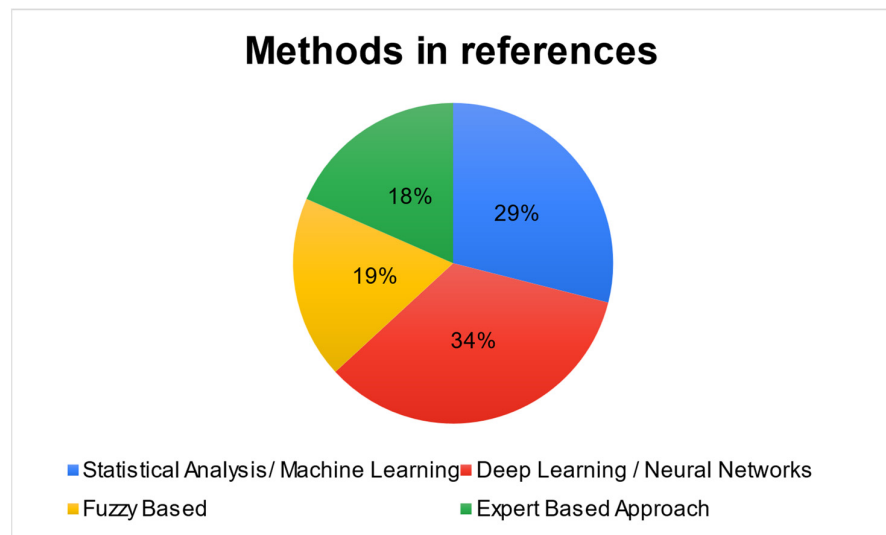 Methods in references
18%
29%
19%
34%
Statistical Analysis/ Machine Learning
Deep Learning / Neural Networks
Fuzzy Based
Expert Based Approach